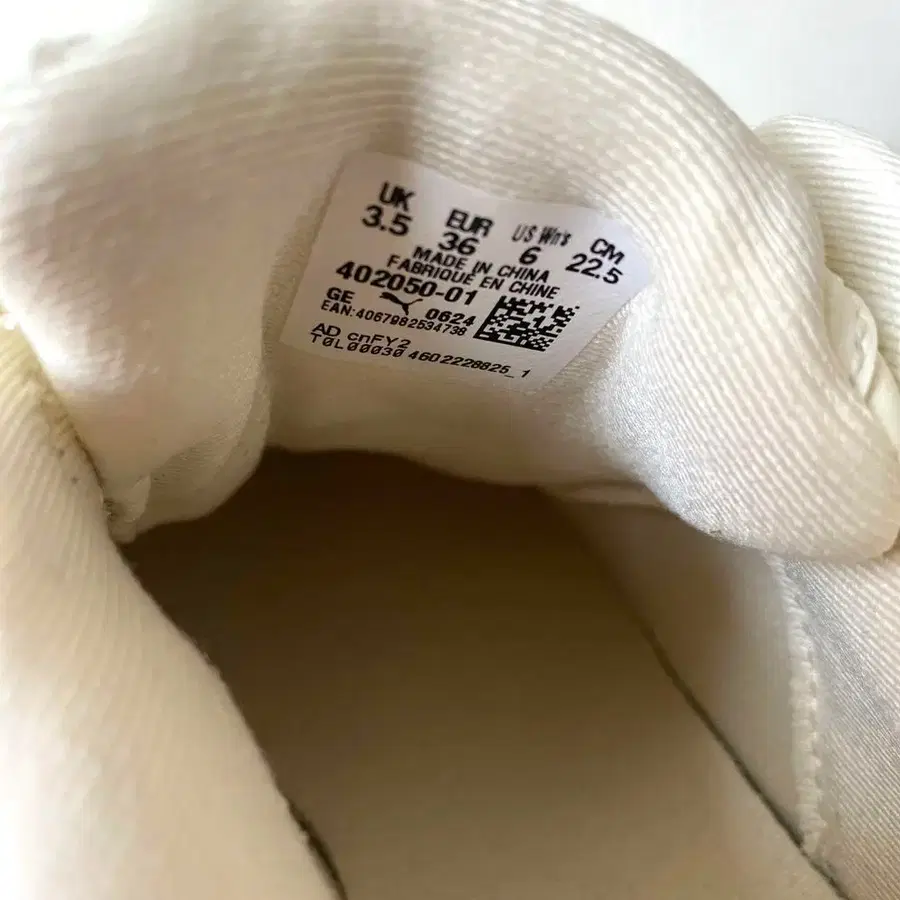 UK EUR US Wn's CM
3.5 36 6 22.5
MADE IN CHINA
FABRIQUÉ EN CHINE
402050-01
GE 0624
EAN:4067982534738
AD cnFY2
T0L00030 4602228825_1